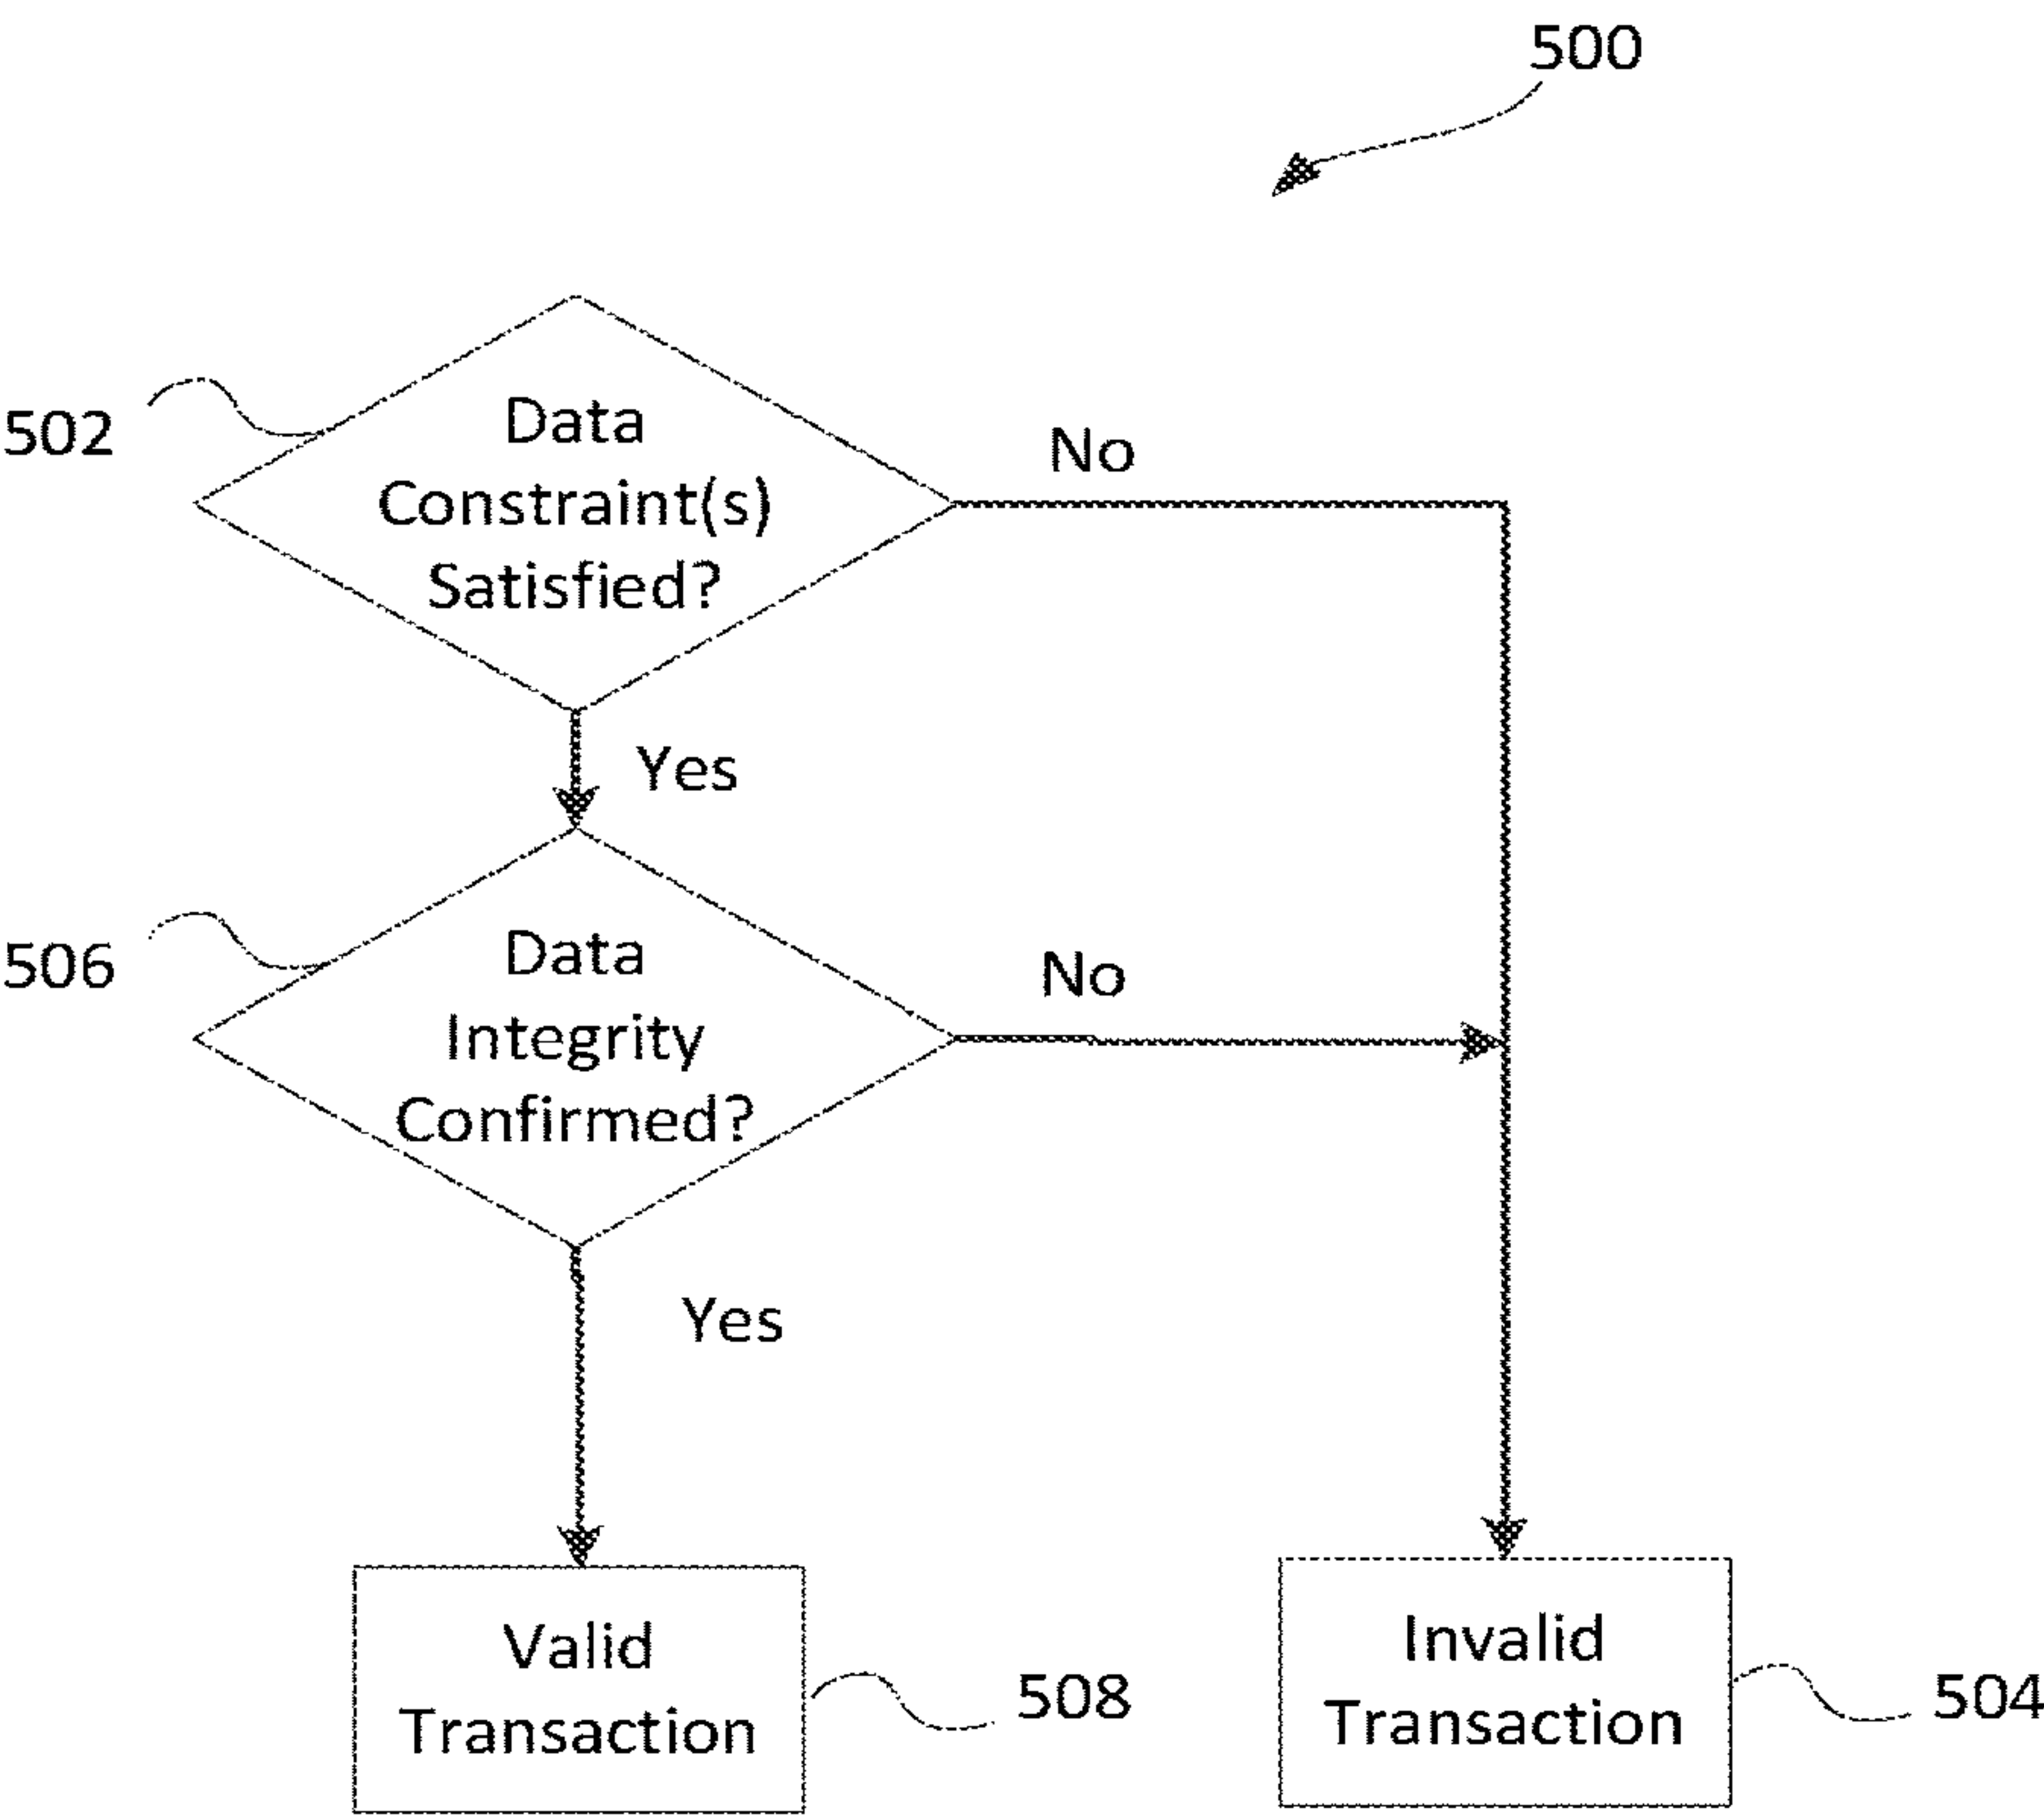 500
502
Data
Constraint(s)
Satisfied?
No
Yes
506
Data
Integrity
Confirmed?
No
Yes
Valid
Transaction
508
Invalid
Transaction
504